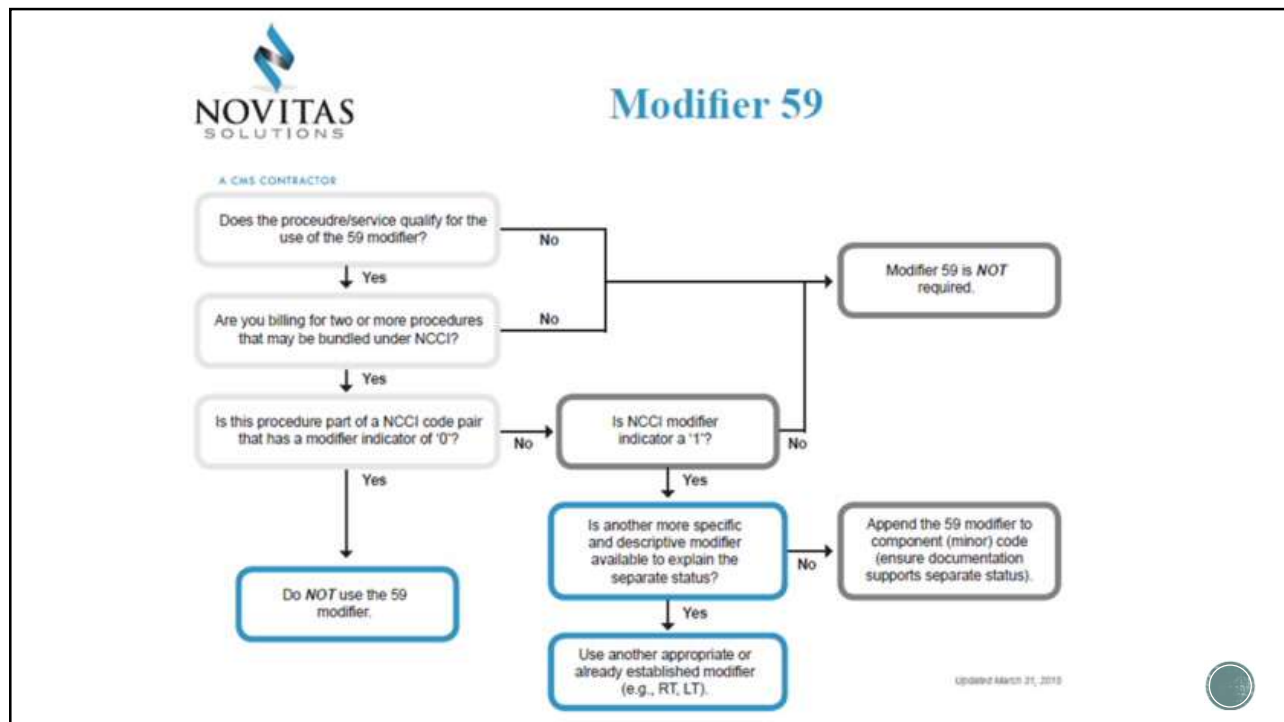 NOVITAS
SOLUTIONS
Modifier 59
A CMS CONTRACTOR
Does the proceudre/service qualify for the
use of the 59 modifier?
No
Yes
Modifier 59 is NOT
required.
Are you billing for two or more procedures
that may be bundled under NCCI?
No
Yes
Is this procedure part of a NCCI code pair
that has a modifier indicator of '0'?
No
Is NCCI modifier
indicator a '1'?
No
Yes
Yes
Is another more specific
and descriptive modifier
available to explain the
separate status?
No
Append the 59 modifier to
component (minor) code
(ensure documentation
supports separate status).
Do NOT use the 59
modifier.
Yes
Use another appropriate or
already established modifier
(e.g., RT, LT).
Updated March 31, 2015